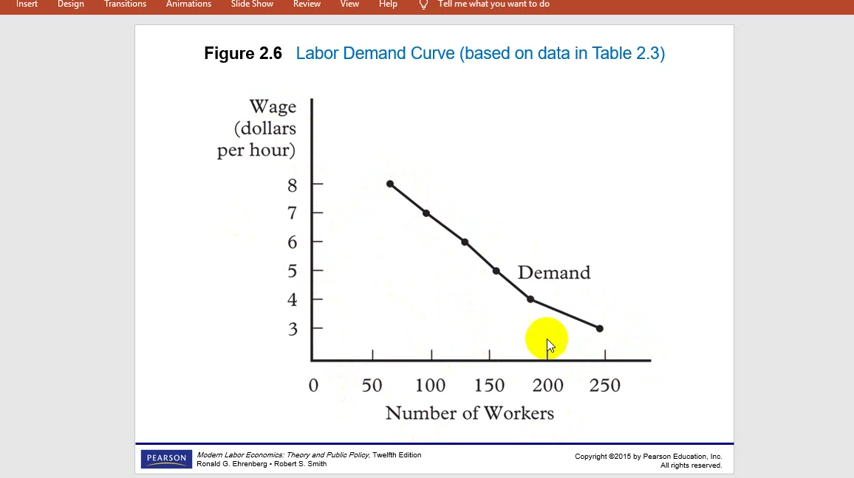 Insert Design Transitions Animations Slide Show Review View Help Tell me what you want to do
Figure 2.6 Labor Demand Curve (based on data in Table 2.3)
Wage
(dollars
per hour)
8
7
6
5
Demand
4
3
0 50 100 150 200 250
Number of Workers
PEARSON
Modern Labor Economics: Theory and Public Policy, Twelfth Edition
Ronald G. Ehrenberg • Robert S. Smith
Copyright ©2015 by Pearson Education, Inc.
All rights reserved.